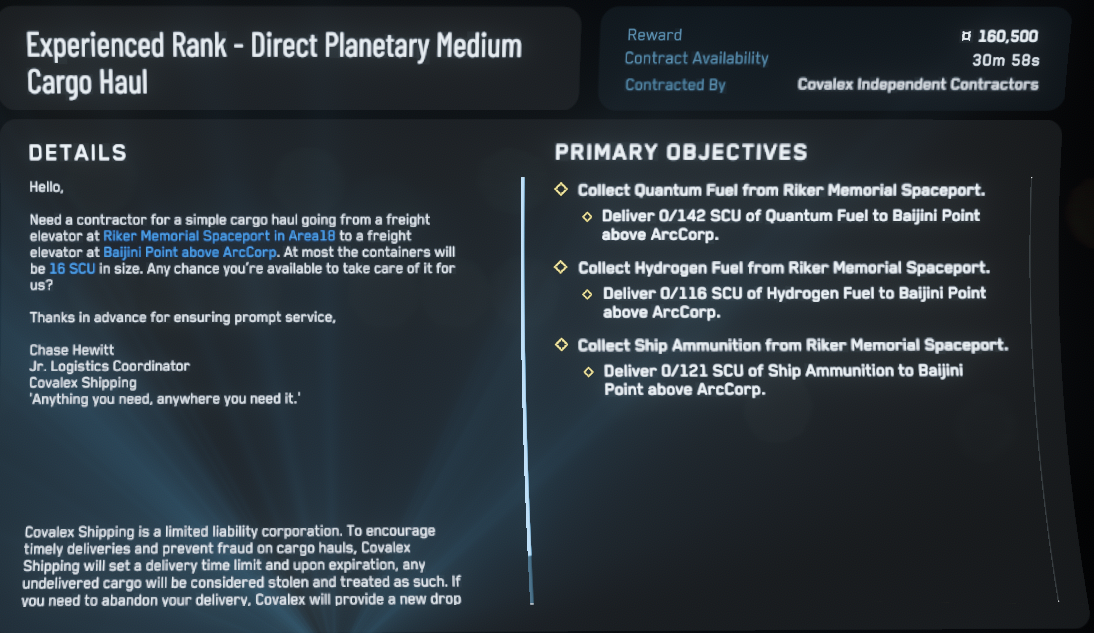 Experienced Rank - Direct Planetary Medium
Cargo Haul
Reward
¤ 160,500
Contract Availability
30m 58s
Contracted By
Covalex Independent Contractors
DETAILS
Hello,
Need a contractor for a simple cargo haul going from a freight
elevator at Riker Memorial Spaceport in Area18 to a freight
elevator at Baijini Point above ArcCorp. At most the containers will
be 16 SCU in size. Any chance you're available to take care of it for
us?
Thanks in advance for ensuring prompt service,
Chase Hewitt
Jr. Logistics Coordinator
Covalex Shipping
'Anything you need, anywhere you need it.'
Covalex Shipping is a limited liability corporation. To encourage
timely deliveries and prevent fraud on cargo hauls, Covalex
Shipping will set a delivery time limit and upon expiration, any
undelivered cargo will be considered stolen and treated as such. If
you need to abandon your delivery, Covalex will provide a new drop
PRIMARY OBJECTIVES
Collect Quantum Fuel from Riker Memorial Spaceport.
Deliver 0/142 SCU of Quantum Fuel to Baijini Point
above ArcCorp.
Collect Hydrogen Fuel from Riker Memorial Spaceport.
Deliver 0/116 SCU of Hydrogen Fuel to Baijini Point
above ArcCorp.
Collect Ship Ammunition from Riker Memorial Spaceport.
Deliver 0/121 SCU of Ship Ammunition to Baijini
Point above ArcCorp.